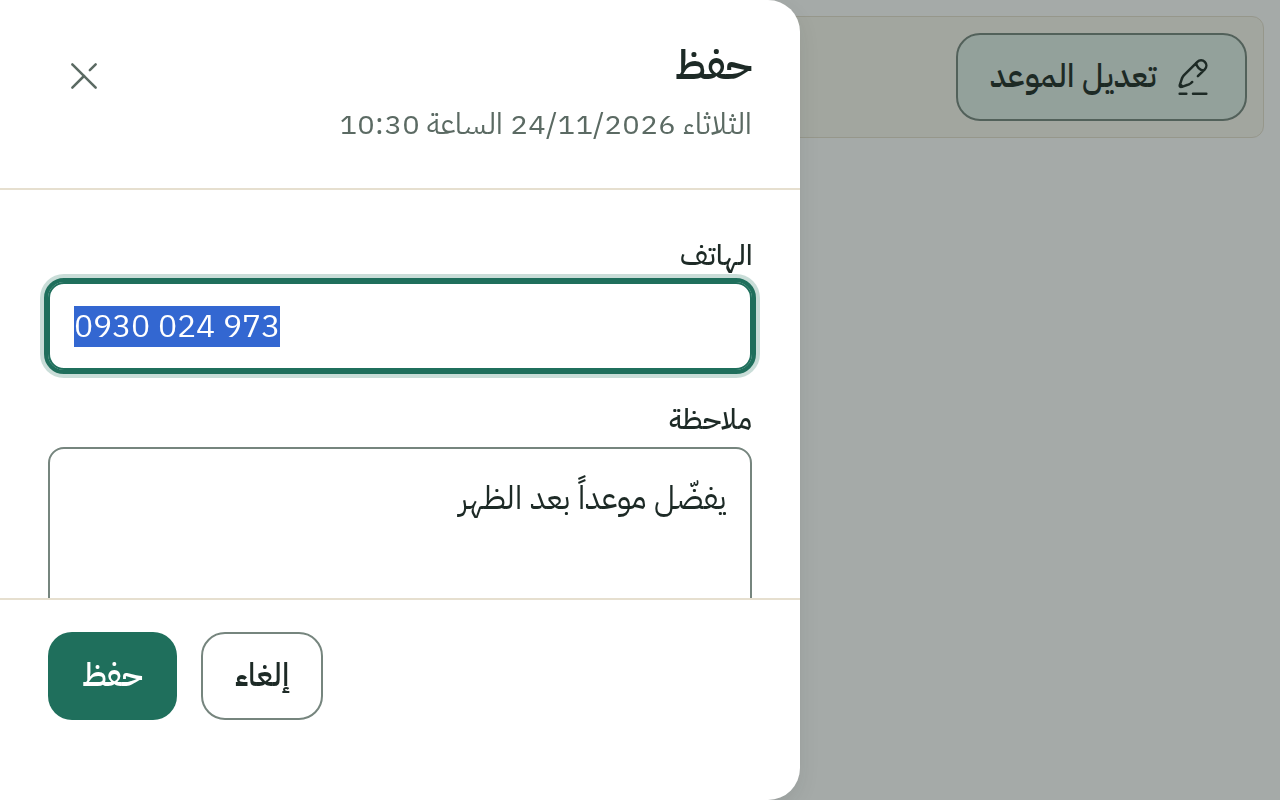 تعديل الموعد
حفظ
الثلاثاء 24/11/2026 الساعة 10:30
الهاتف
0930 024 973
ملاحظة
يفضّل موعداً بعد الظهر
إلغاء
حفظ